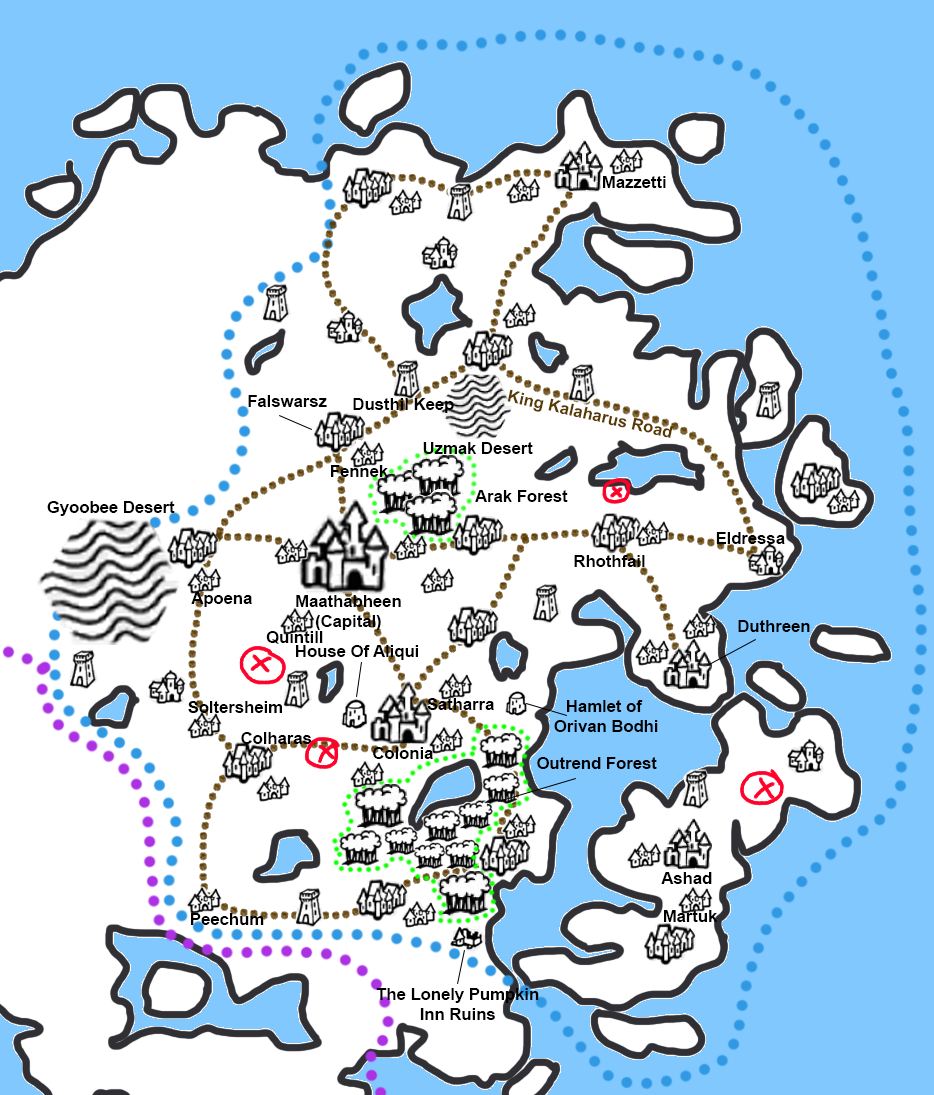 Mazzetti
Falswarsz
Dusthil Keep
King Kalaharus Road
Uzmak Desert
Fennek
Arak Forest
Gyoobee Desert
Eldressa
Rhothfail
Apoena
Maathabheen
(Capital)
Quintill
House Of Aliqui
Duthreen
Soltersheim
Satharra
Hamlet of
Orivan Bodhi
Colharas
Colonia
Outrend Forest
Ashad
Martuk
Peechum
The Lonely Pumpkin
Inn Ruins